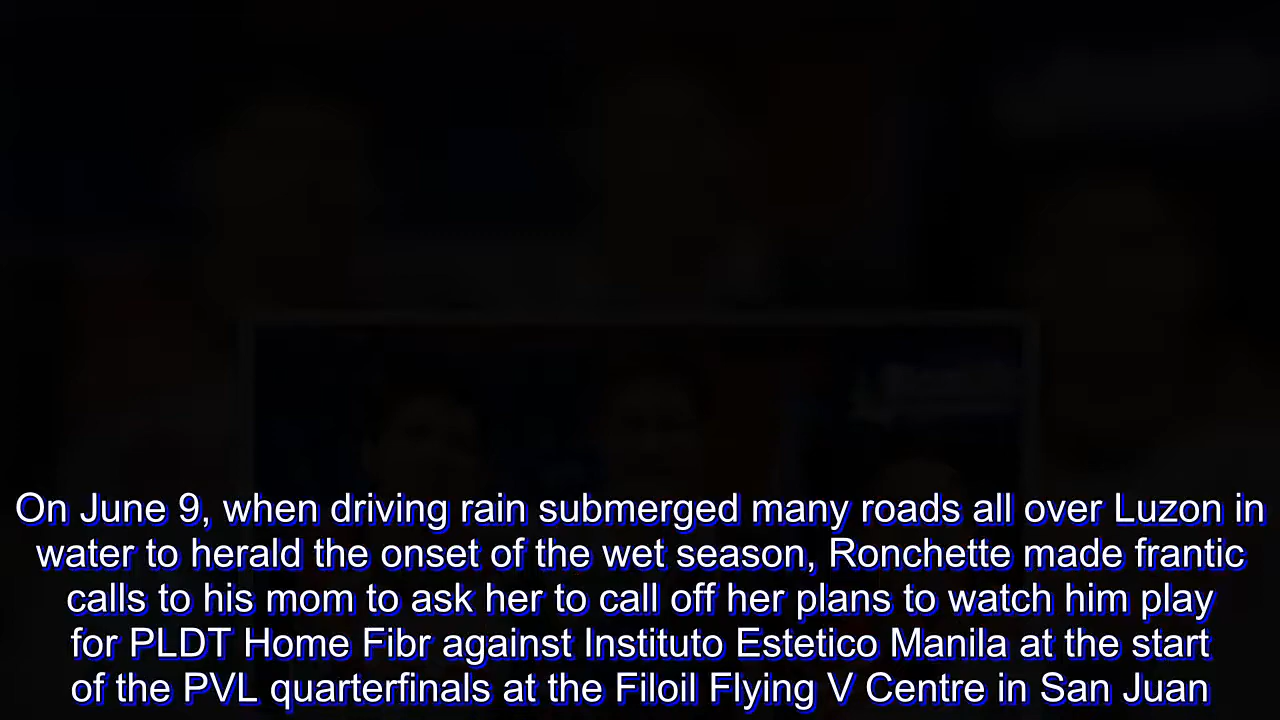 On June 9, when driving rain submerged many roads all over Luzon in
water to herald the onset of the wet season, Ronchette made frantic
calls to his mom to ask her to call off her plans to watch him play
for PLDT Home Fibr against Instituto Estetico Manila at the start
of the PVL quarterfinals at the Filoil Flying V Centre in San Juan